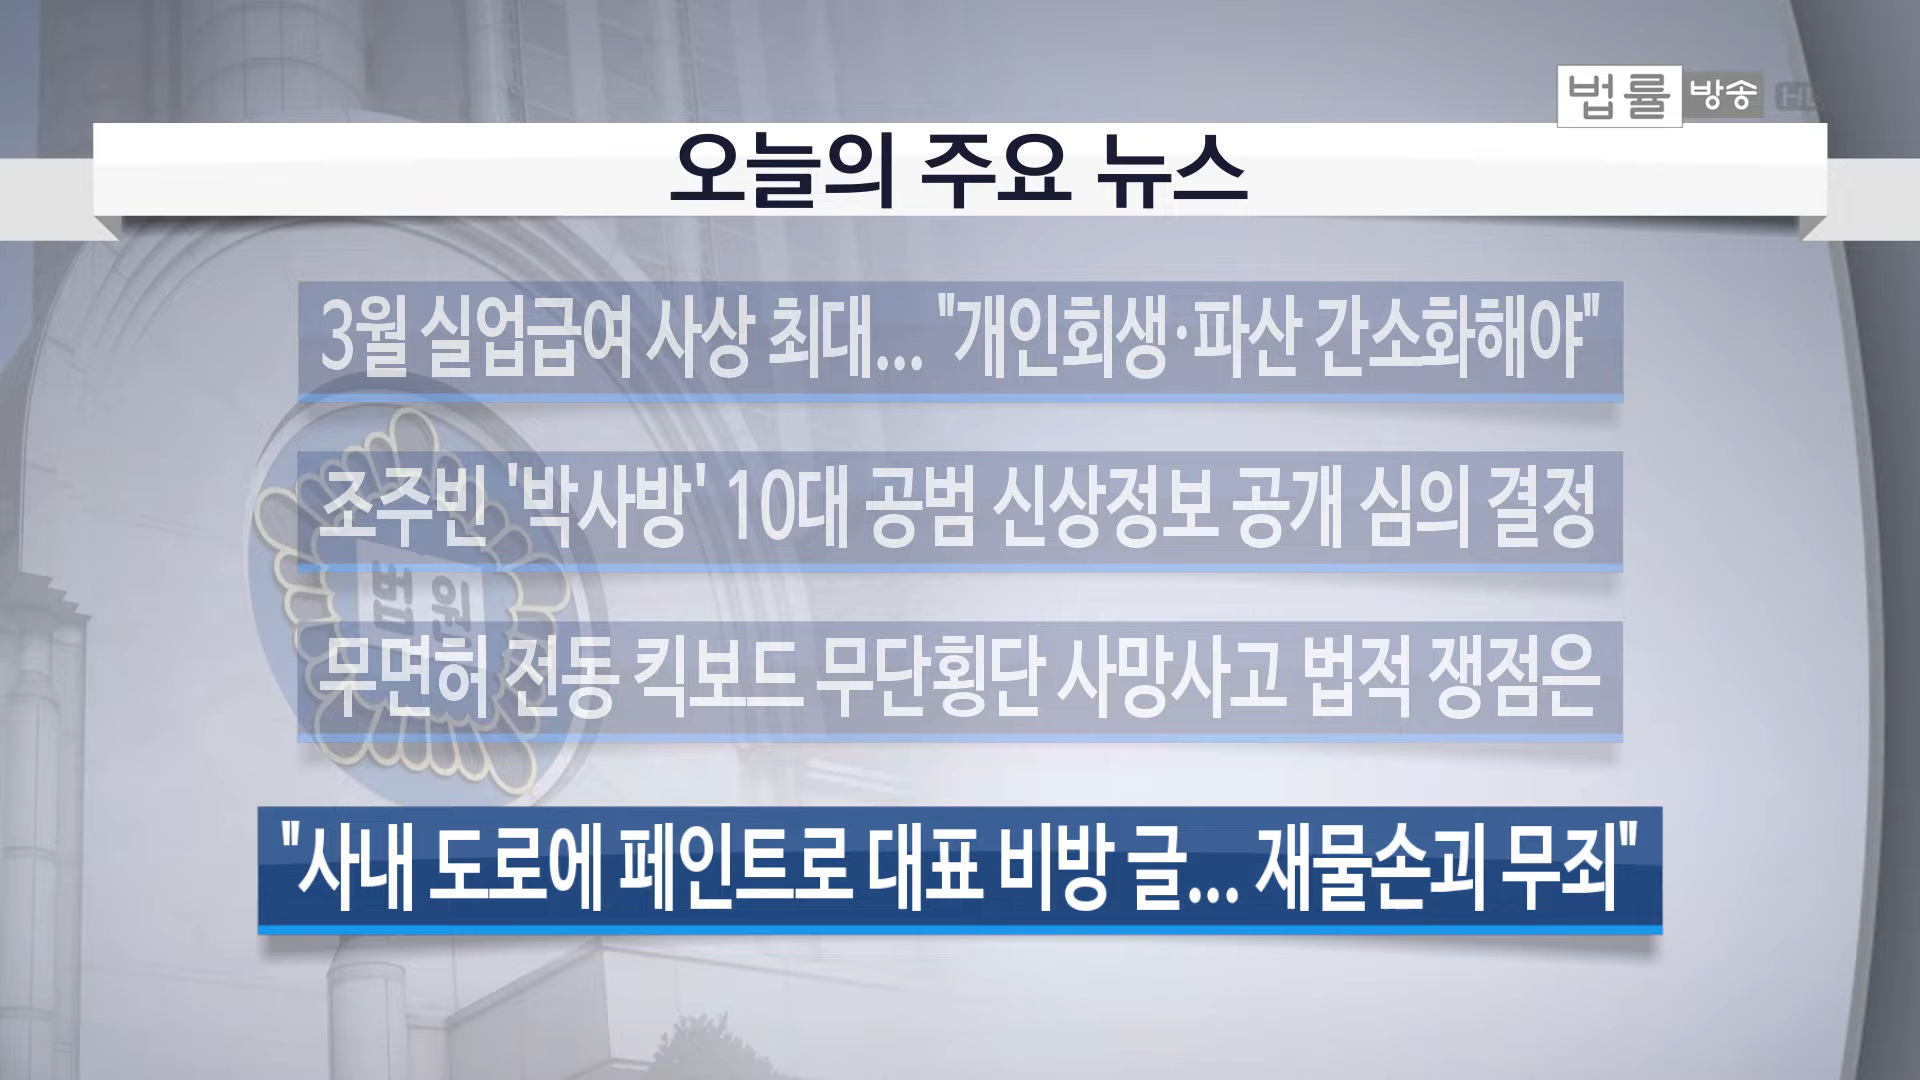 법률방송 HD
오늘의 주요 뉴스
3월 실업급여 사상 최대... "개인회생·파산 간소화해야"
조주빈 '박사방' 10대 공범 신상정보 공개 심의 결정
법원
무면허 전동 킥보드 무단횡단 사망사고 법적 쟁점은
"사내 도로에 페인트로 대표 비방 글... 재물손괴 무죄"